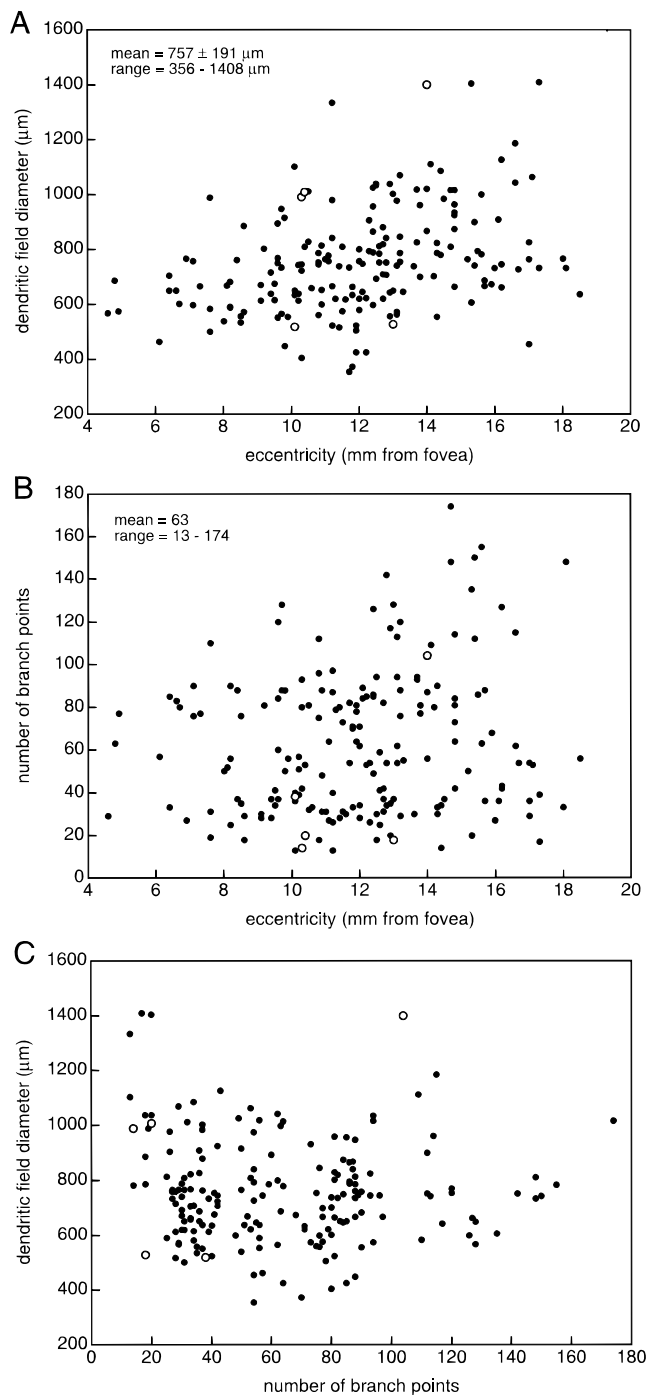 A
1600
1400
1200
1000
800
600
400
200
dendritic field diameter (µm)
mean = 757 ± 191 µm
range = 356 - 1408 µm
4 6 8 10 12 14 16 18 20
eccentricity (mm from fovea)
B
180
160
140
120
100
80
60
40
20
0
number of branch points
mean = 63
range = 13 - 174
4 6 8 10 12 14 16 18 20
eccentricity (mm from fovea)
C
1600
1400
1200
1000
800
600
400
200
dendritic field diameter (µm)
0 20 40 60 80 100 120 140 160 180
number of branch points